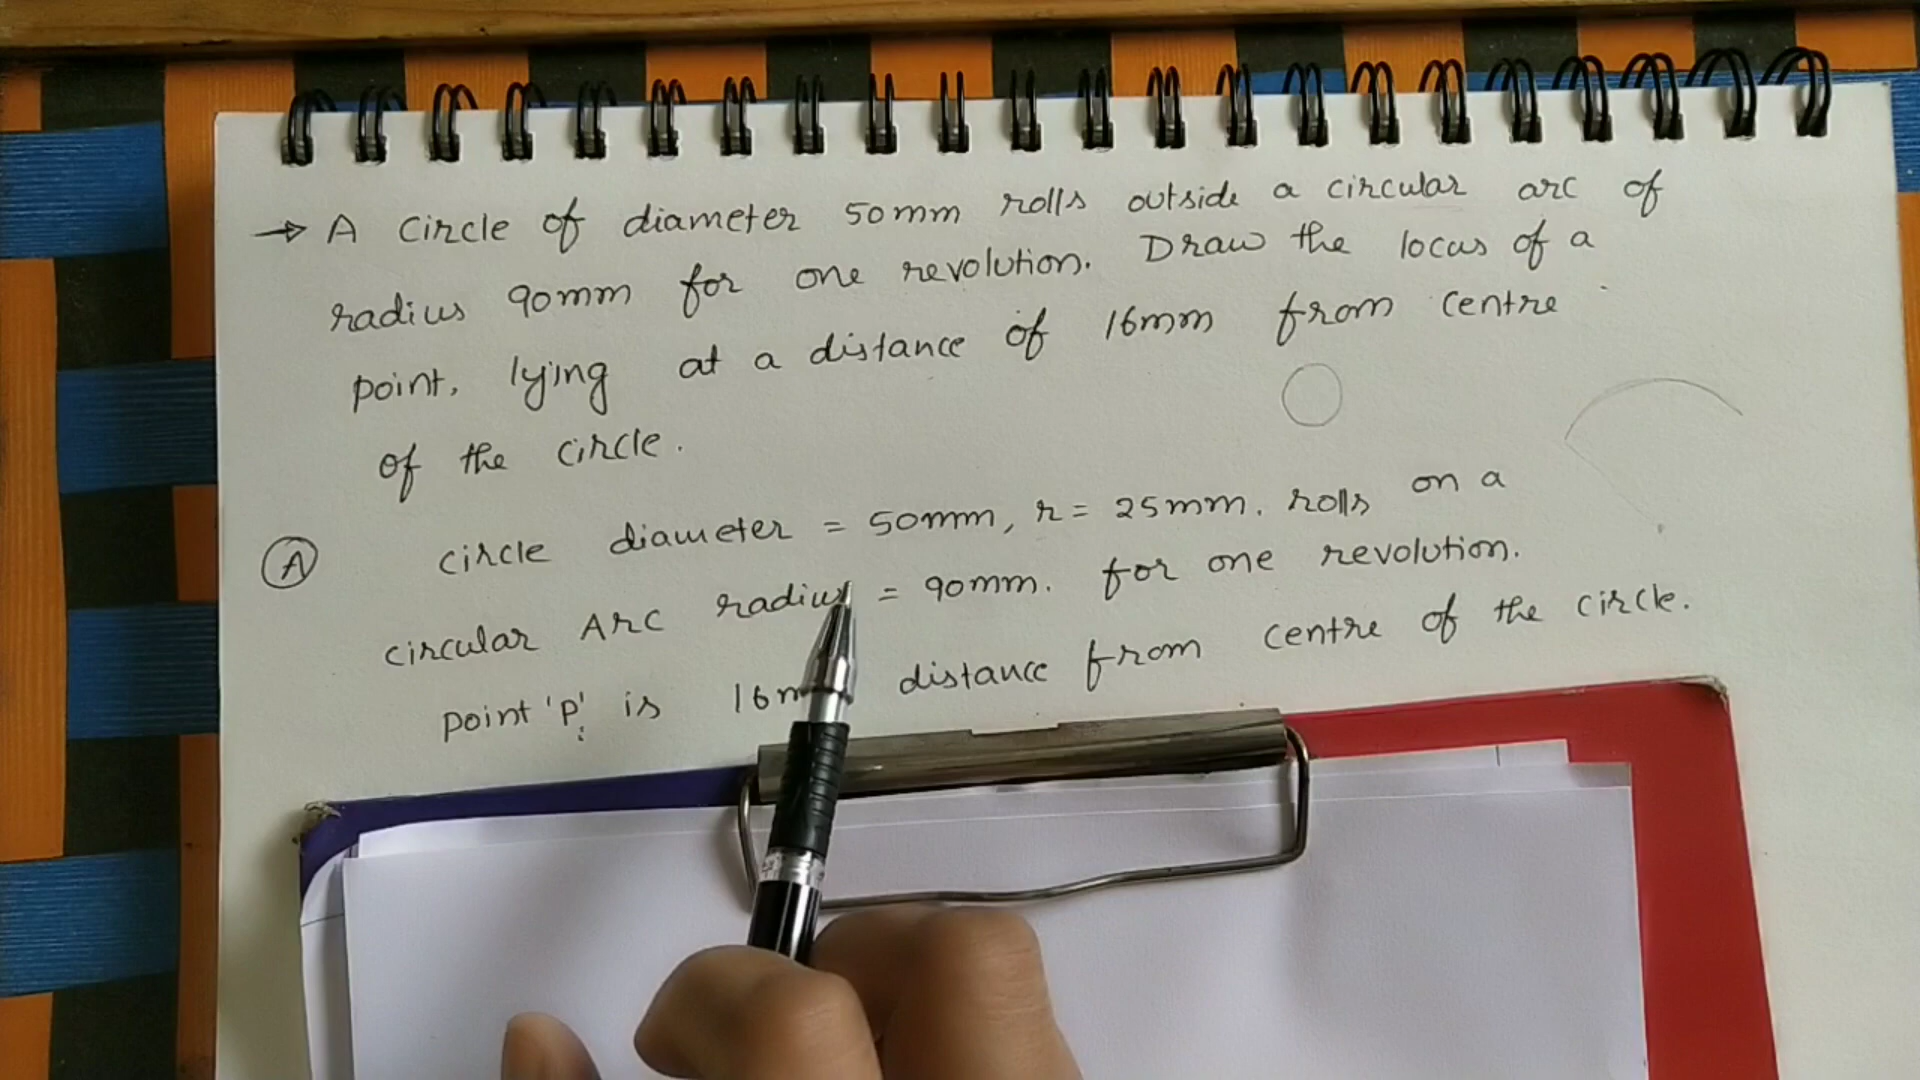 → A circle of diameter 50mm rolls outside a circular arc of
radius 90mm for one revolution. Draw the locus of a
point, lying at a distance of 16mm from centre
of the circle.
A circle diameter = 50mm, r = 25mm. rolls on a
circular Arc radius = 90mm. for one revolution.
point 'p' is distance from centre of the circle.